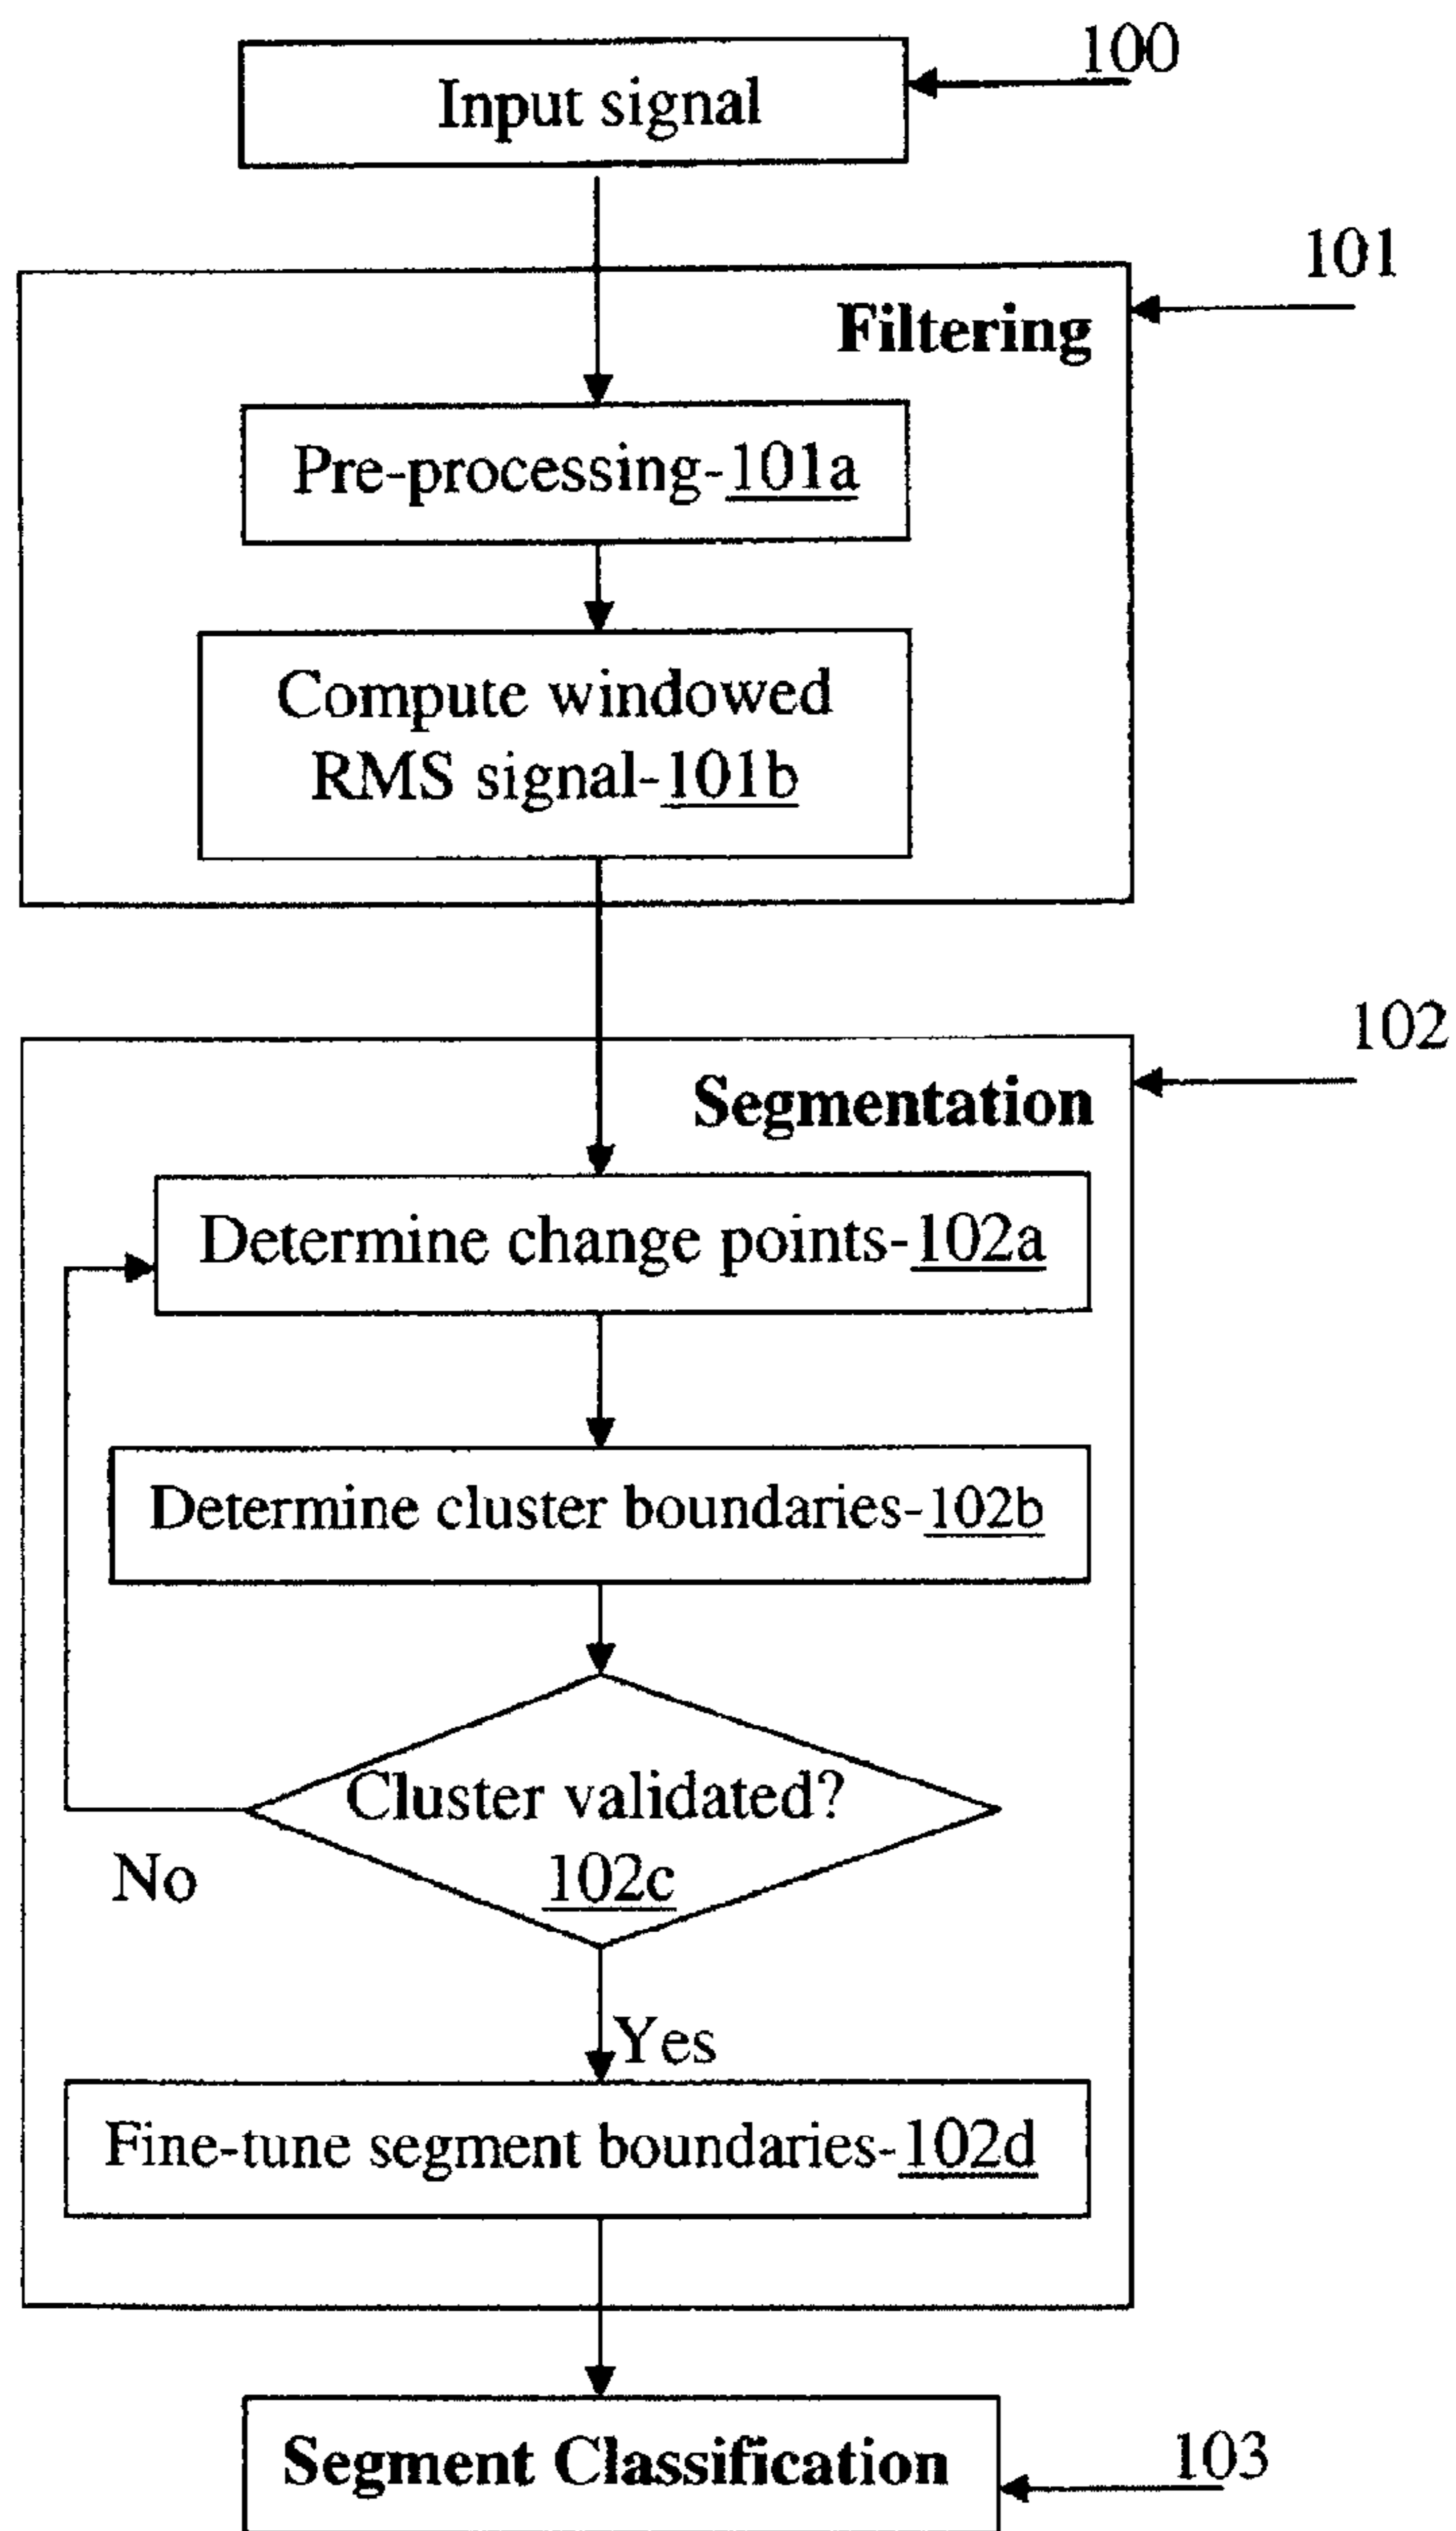 100
Input signal
101
Filtering
Pre-processing-101a
Compute windowed
RMS signal-101b
102
Segmentation
Determine change points-102a
Determine cluster boundaries-102b
Cluster validated?
102c
No
Yes
Fine-tune segment boundaries-102d
Segment Classification
103